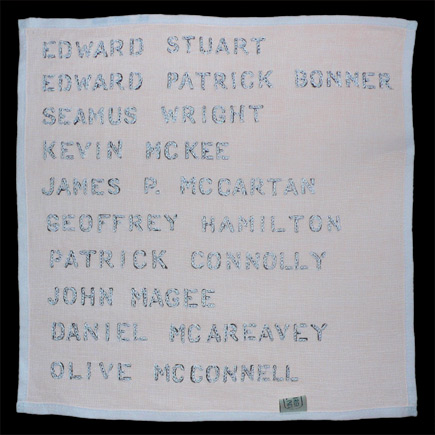 EDWARD STUART
EDWARD PATRICK BONNER
SEAMUS WRIGHT
KEVIN MCKEE
JAMES P. MCCARTAN
GEOFFREY HAMILTON
PATRICK CONNOLLY
JOHN MAGEE
DANIEL MCAREAVEY
OLIVE MCCONNELL